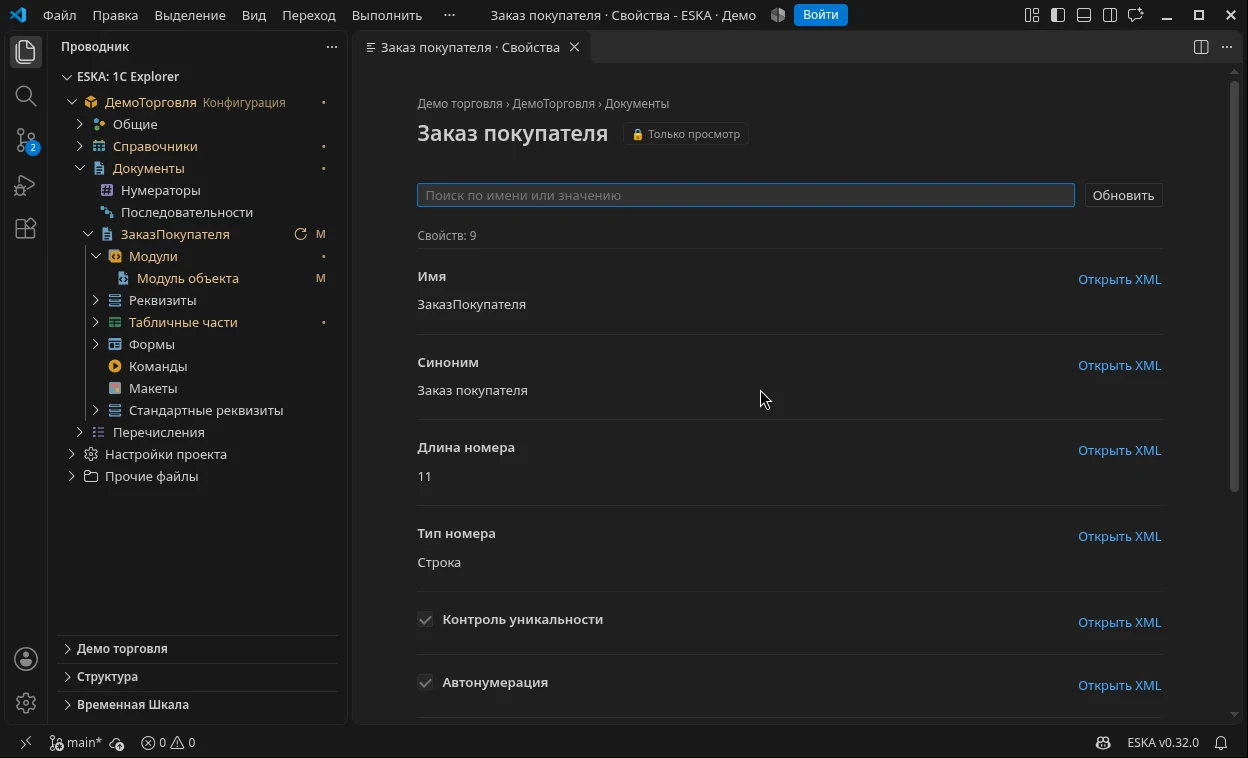 Файл Правка Выделение Вид Переход Выполнить ··· Заказ покупателя · Свойства - ESKA · Демо Войти
Проводник ···
Заказ покупателя · Свойства ···
ESKA: 1C Explorer
ДемоТорговля Конфигурация
Общие
Справочники
Документы
Нумераторы
Последовательности
ЗаказПокупателя M
Модули
Модуль объекта M
Реквизиты
Табличные части
Формы
Команды
Макеты
Стандартные реквизиты
Перечисления
Настройки проекта
Прочие файлы
2
Демо торговля
Структура
Временная Шкала
Демо торговля › ДемоТорговля › Документы
Заказ покупателя Только просмотр
Поиск по имени или значению Обновить
Свойств: 9
Имя Открыть XML
ЗаказПокупателя
Синоним Открыть XML
Заказ покупателя
Длина номера Открыть XML
11
Тип номера Открыть XML
Строка
Контроль уникальности Открыть XML
Автонумерация Открыть XML
main* 0 0 ESKA v0.32.0